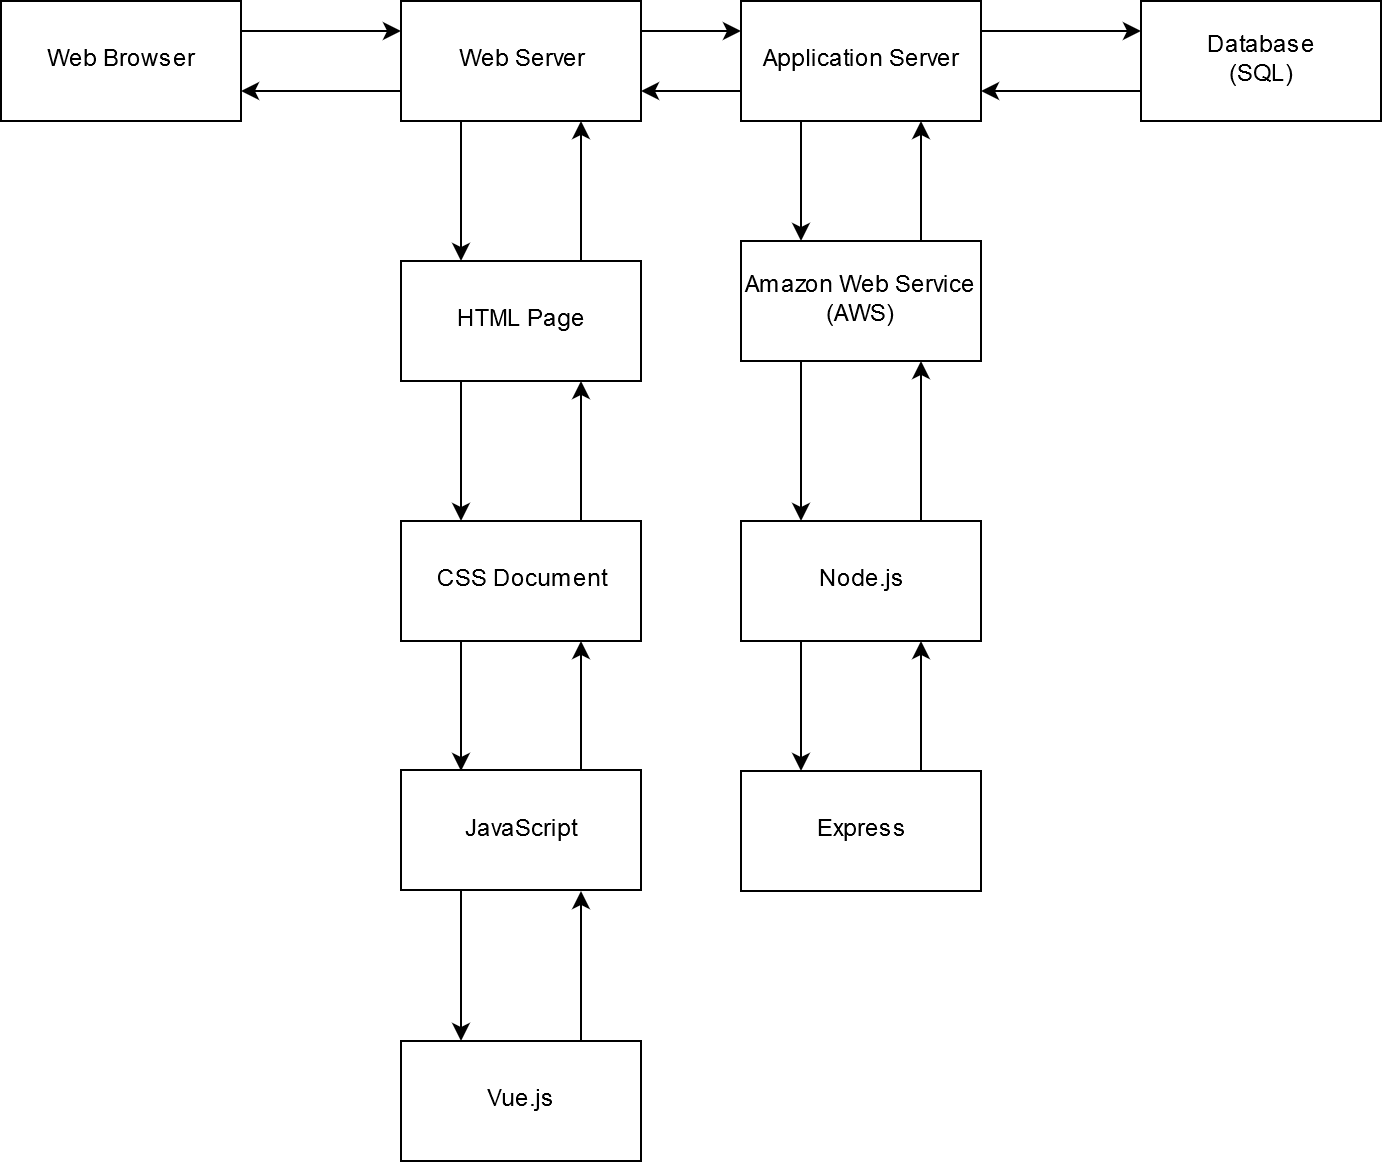 Web Browser
Web Server
Application Server
Database
(SQL)
HTML Page
Amazon Web Service
(AWS)
CSS Document
Node.js
JavaScript
Express
Vue.js